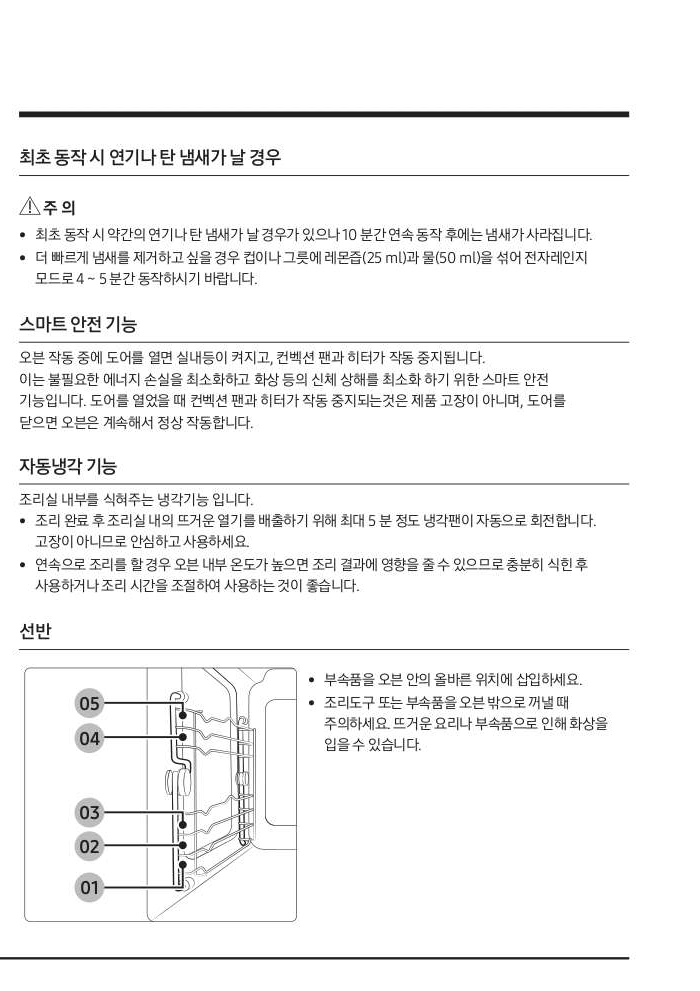 최초 동작 시 연기나 탄 냄새가 날 경우
주 의
• 최초 동작 시 약간의 연기나 탄 냄새가 날 경우가 있으나 10 분간 연속 동작 후에는 냄새가 사라집니다.
• 더 빠르게 냄새를 제거하고 싶을 경우 컵이나 그릇에 레몬즙(25 ml)과 물(50 ml)을 섞어 전자레인지
모드로 4 ~ 5 분간 동작하시기 바랍니다.
스마트 안전 기능
오븐 작동 중에 도어를 열면 실내등이 켜지고, 컨벡션 팬과 히터가 작동 중지됩니다.
이는 불필요한 에너지 손실을 최소화하고 화상 등의 신체 상해를 최소화 하기 위한 스마트 안전
기능입니다. 도어를 열었을 때 컨벡션 팬과 히터가 작동 중지되는것은 제품 고장이 아니며, 도어를
닫으면 오븐은 계속해서 정상 작동합니다.
자동냉각 기능
조리실 내부를 식혀주는 냉각기능 입니다.
• 조리 완료 후 조리실 내의 뜨거운 열기를 배출하기 위해 최대 5 분 정도 냉각팬이 자동으로 회전합니다.
고장이 아니므로 안심하고 사용하세요.
• 연속으로 조리를 할 경우 오븐 내부 온도가 높으면 조리 결과에 영향을 줄 수 있으므로 충분히 식힌 후
사용하거나 조리 시간을 조절하여 사용하는 것이 좋습니다.
선반
05
04
03
02
01
• 부속품을 오븐 안의 올바른 위치에 삽입하세요.
• 조리도구 또는 부속품을 오븐 밖으로 꺼낼 때
주의하세요. 뜨거운 요리나 부속품으로 인해 화상을
입을 수 있습니다.